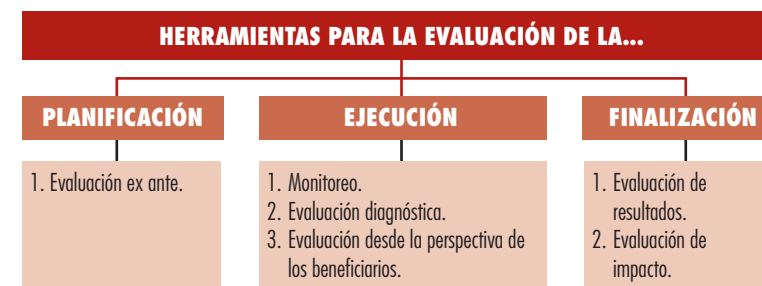 HERRAMIENTAS PARA LA EVALUACIÓN DE LA...
PLANIFICACIÓN
1. Evaluación ex ante.
EJECUCIÓN
1. Monitoreo.
2. Evaluación diagnóstica.
3. Evaluación desde la perspectiva de
los beneficiarios.
FINALIZACIÓN
1. Evaluación de
resultados.
2. Evaluación de
impacto.